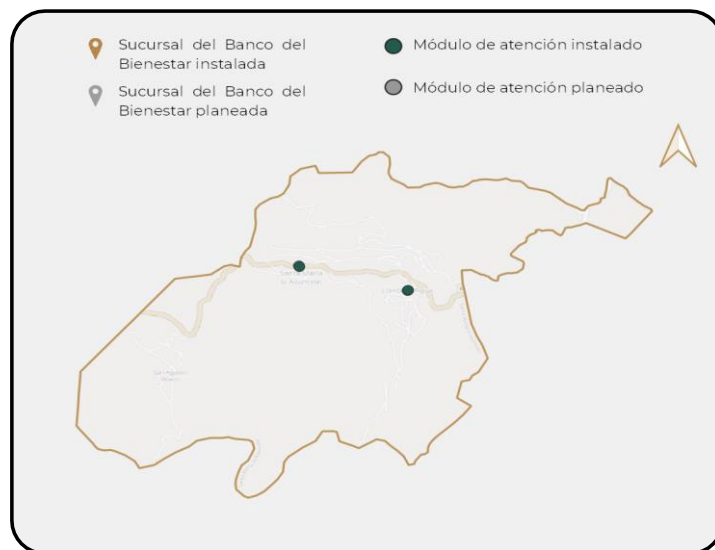 Sucursal del Banco del
Bienestar instalada
Sucursal del Banco del
Bienestar planeada
Módulo de atención instalado
Módulo de atención planeado